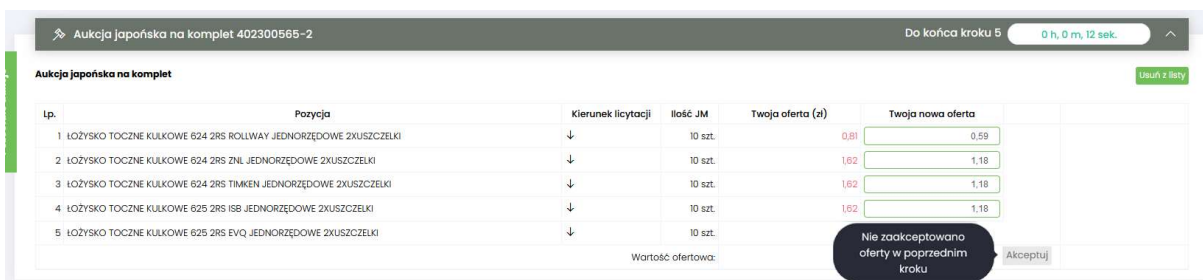 Aukcja japońska na komplet 402300565-2 Do końca kroku 5 0 h, 0 m, 12 sek.
Aukcja japońska na komplet Usuń z listy
Lp. Pozycja Kierunek licytacji Ilość JM Twoja oferta (zł) Twoja nowa oferta
1 ŁOŻYSKO TOCZNE KULKOWE 624 2RS ROLLWAY JEDNORZĘDOWE 2XUSZCZELKI ↓ 10 szt. 0,81 0,59
2 ŁOŻYSKO TOCZNE KULKOWE 624 2RS ZNL JEDNORZĘDOWE 2XUSZCZELKI ↓ 10 szt. 1,62 1,18
3 ŁOŻYSKO TOCZNE KULKOWE 624 2RS TIMKEN JEDNORZĘDOWE 2XUSZCZELKI ↓ 10 szt. 1,62 1,18
4 ŁOŻYSKO TOCZNE KULKOWE 625 2RS ISB JEDNORZĘDOWE 2XUSZCZELKI ↓ 10 szt. 1,62 1,18
5 ŁOŻYSKO TOCZNE KULKOWE 625 2RS EVQ JEDNORZĘDOWE 2XUSZCZELKI ↓ 10 szt.
Wartość ofertowa:
Nie zaakceptowano
oferty w poprzednim
kroku
Akceptuj